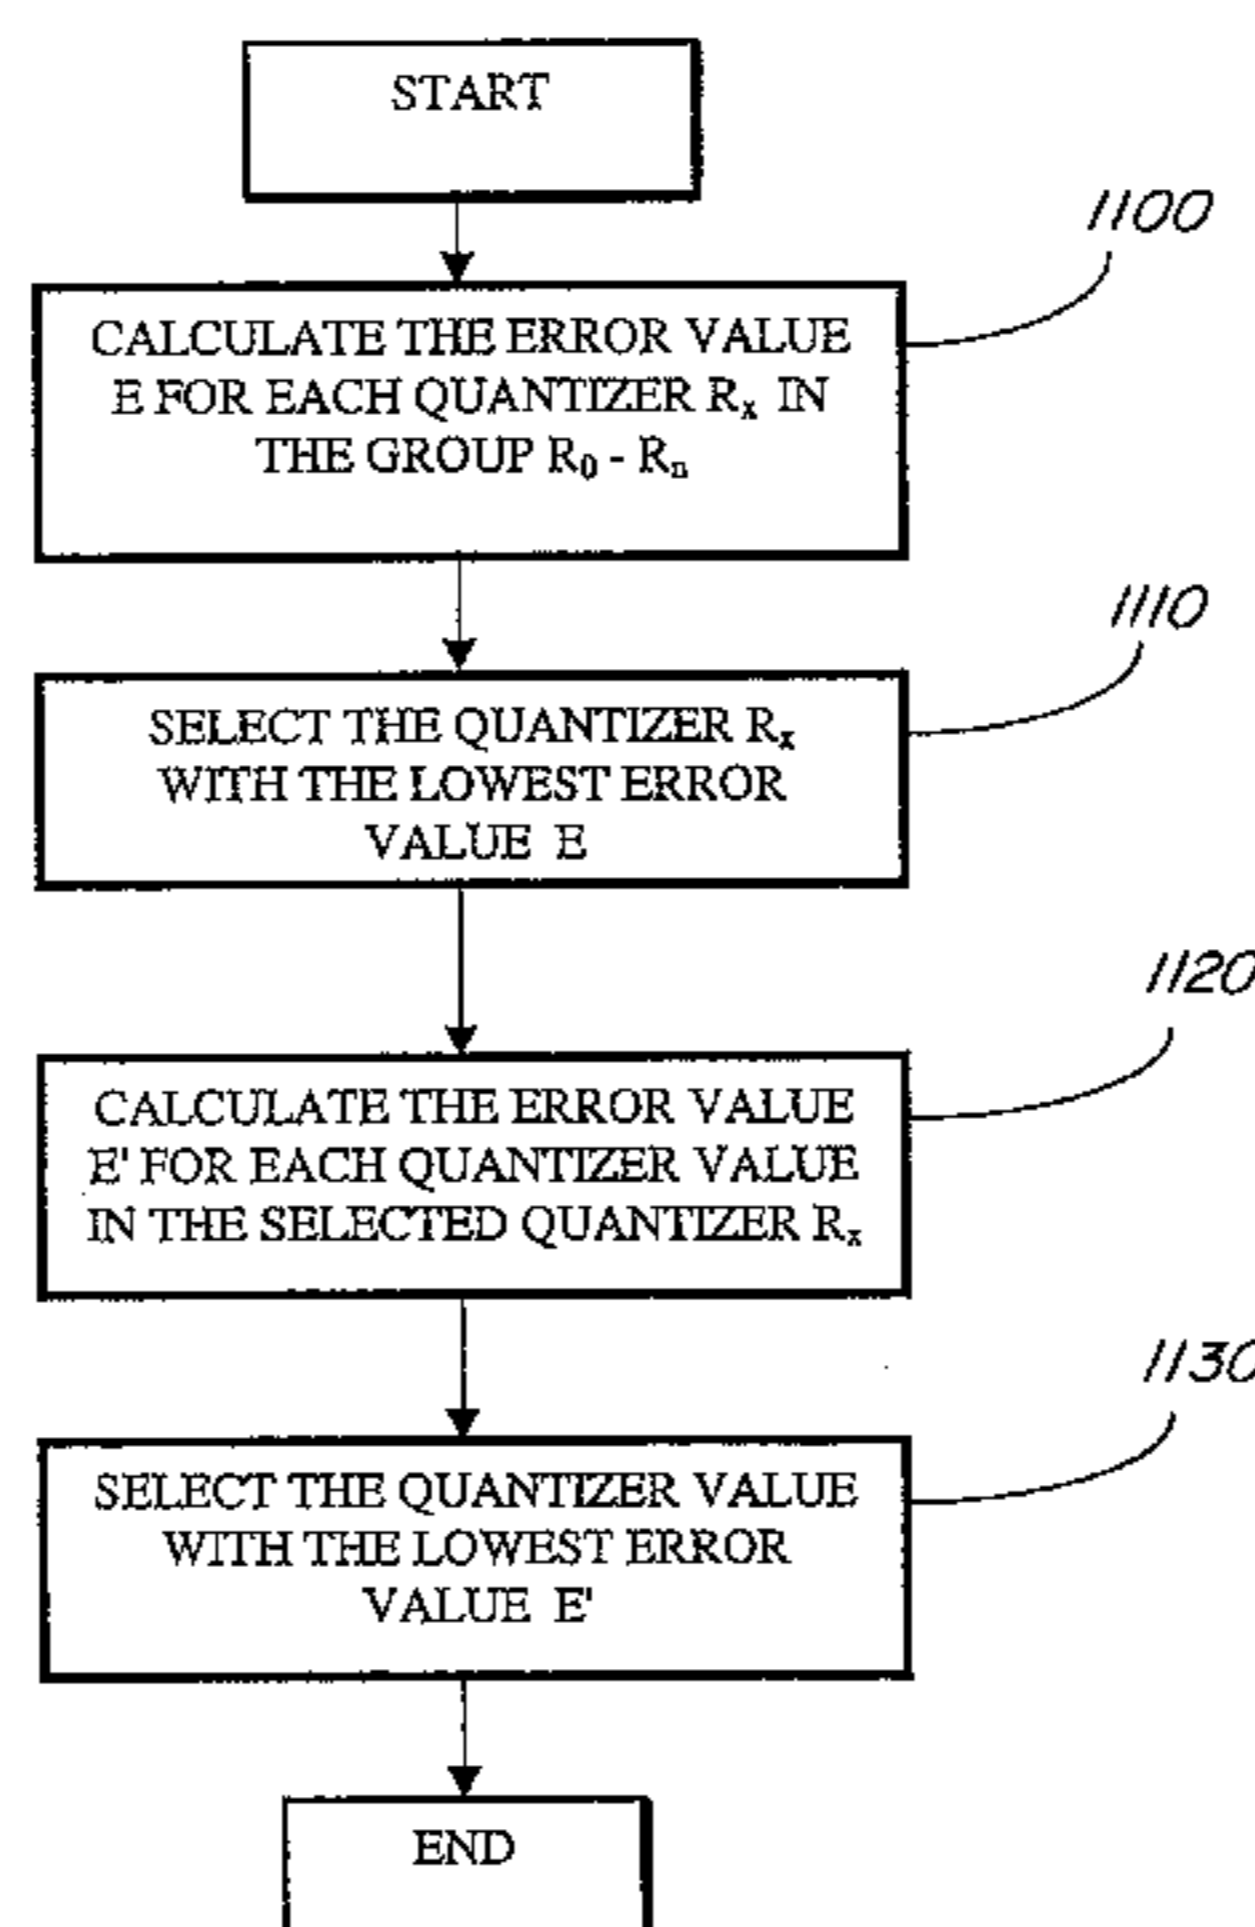 START
1100
CALCULATE THE ERROR VALUE
E FOR EACH QUANTIZER Rx IN
THE GROUP R0 - Rn
1110
SELECT THE QUANTIZER Rx
WITH THE LOWEST ERROR
VALUE E
1120
CALCULATE THE ERROR VALUE
E' FOR EACH QUANTIZER VALUE
IN THE SELECTED QUANTIZER Rx
1130
SELECT THE QUANTIZER VALUE
WITH THE LOWEST ERROR
VALUE E'
END